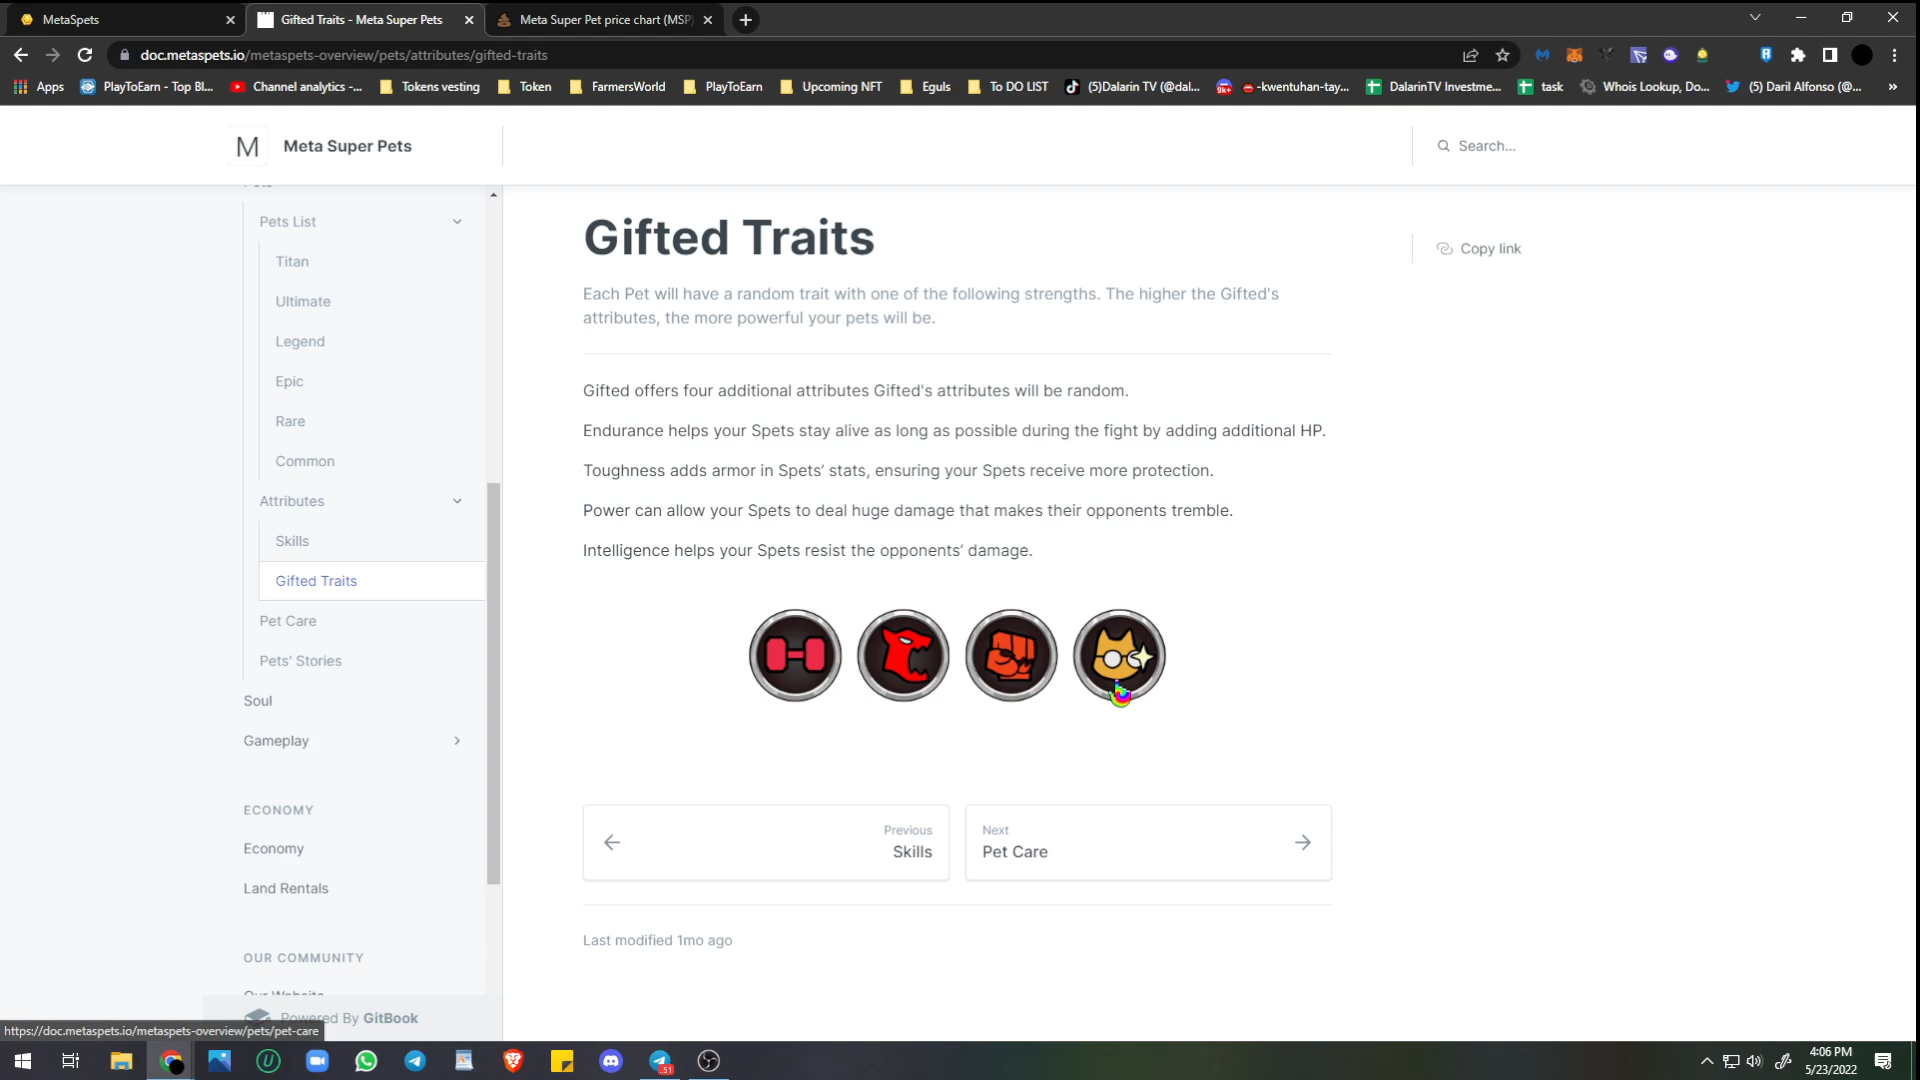 MetaSpets
Gifted Traits - Meta Super Pets
Meta Super Pet price chart (MSP)
doc.metaspets.io/metaspets-overview/pets/attributes/gifted-traits
Apps
PlayToEarn - Top Bl...
Channel analytics -...
Tokens vesting
Token
FarmersWorld
PlayToEarn
Upcoming NFT
Eguls
To DO LIST
(5)Dalarin TV (@dal...
9k+
-kwentuhan-tay...
DalarinTV Investme...
task
Whois Lookup, Do...
(5) Daril Alfonso (@...
»
M
Meta Super Pets
Search...
Pets List
Titan
Ultimate
Legend
Epic
Rare
Common
Attributes
Skills
Gifted Traits
Pet Care
Pets' Stories
Soul
Gameplay
ECONOMY
Economy
Land Rentals
OUR COMMUNITY
Our Website
Powered By GitBook
https://doc.metaspets.io/metaspets-overview/pets/pet-care
Gifted Traits
Copy link
Each Pet will have a random trait with one of the following strengths. The higher the Gifted's
attributes, the more powerful your pets will be.
Gifted offers four additional attributes Gifted's attributes will be random.
Endurance helps your Spets stay alive as long as possible during the fight by adding additional HP.
Toughness adds armor in Spets’ stats, ensuring your Spets receive more protection.
Power can allow your Spets to deal huge damage that makes their opponents tremble.
Intelligence helps your Spets resist the opponents’ damage.
Previous
Skills
Next
Pet Care
Last modified 1mo ago
51
4:06 PM
5/23/2022